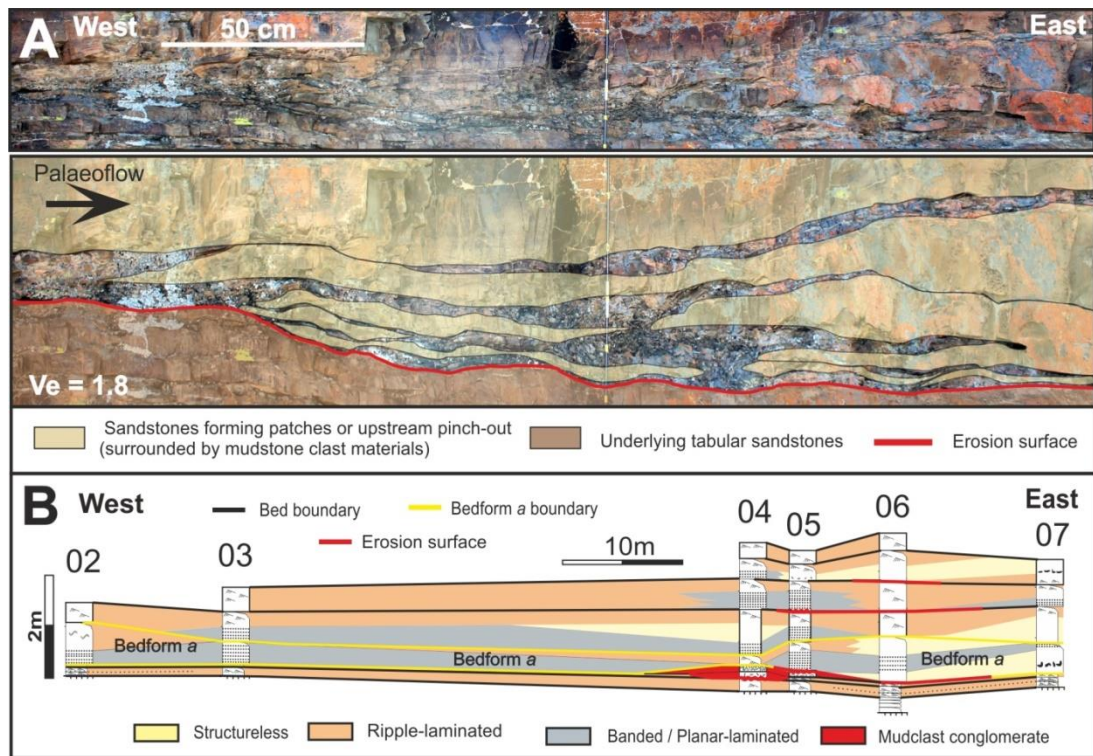 A West 50 cm East
Palaeoflow
Ve = 1.8
Sandstones forming patches or upstream pinch-out
(surrounded by mudstone clast materials)
Underlying tabular sandstones
Erosion surface
B West East
Bed boundary
Bedform a boundary
Erosion surface
10m
02 03 04 05 06 07
2m
Bedform a
Bedform a
Bedform a
Structureless
Ripple-laminated
Banded / Planar-laminated
Mudclast conglomerate